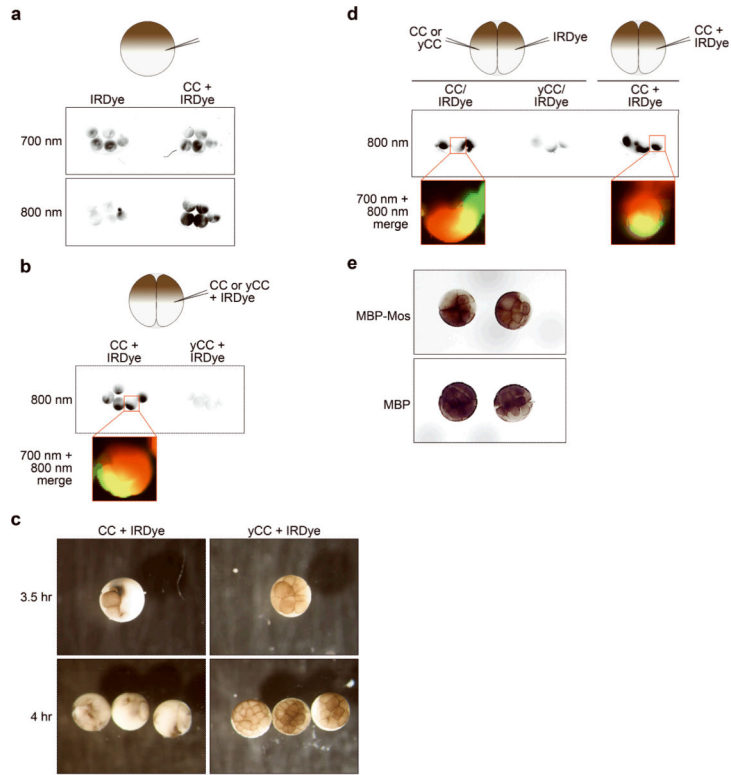 a
IRDye
CC +
IRDye
700 nm
800 nm
b
CC or yCC
+ IRDye
CC +
IRDye
yCC +
IRDye
800 nm
700 nm +
800 nm
merge
c
CC + IRDye
yCC + IRDye
3.5 hr
4 hr
d
CC or
yCC
IRDye
CC +
IRDye
CC/
IRDye
yCC/
IRDye
CC +
IRDye
800 nm
700 nm +
800 nm
merge
e
MBP-Mos
MBP